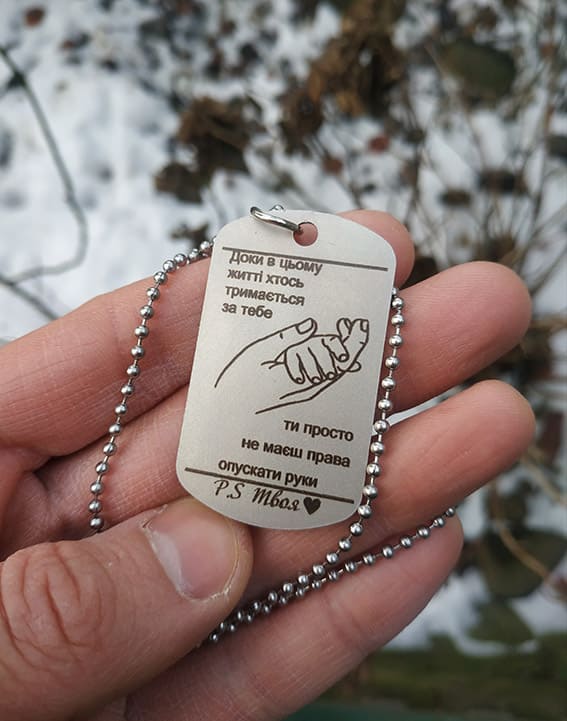 Доки в цьому
житті хтось
тримається
за тебе
ти просто
не маєш права
опускати руки
P.S Твоя